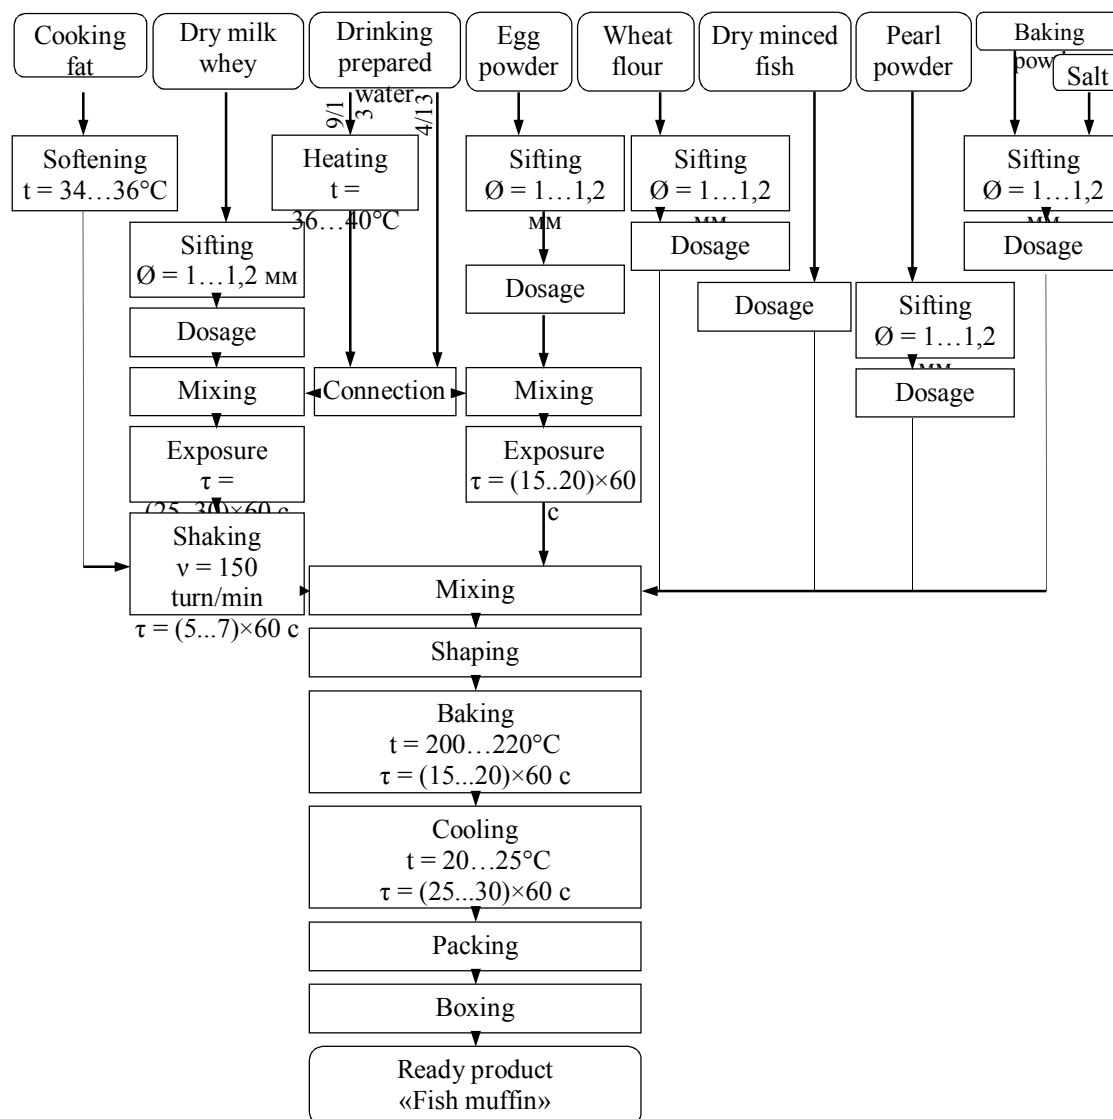 Cooking
fat
Dry milk
whey
Drinking
prepared
water
Egg
powder
Wheat
flour
Dry minced
fish
Pearl
powder
Baking
Salt
9/1
3
4/13
Softening
t = 34…36°C
Heating
t =
36…40°C
Sifting
Ø = 1…1,2
мм
Sifting
Ø = 1…1,2
Sifting
Ø = 1…1,2
Sifting
Ø = 1…1,2 мм
Dosage
Dosage
Dosage
Dosage
Dosage
Sifting
Ø = 1…1,2
Dosage
Mixing
Connection
Mixing
Exposure
τ =
(25..30)×60 c
Exposure
τ = (15..20)×60
c
Shaking
ν = 150
turn/min
τ = (5...7)×60 c
Mixing
Shaping
Baking
t = 200…220°C
τ = (15...20)×60 c
Cooling
t = 20…25°C
τ = (25...30)×60 c
Packing
Boxing
Ready product
«Fish muffin»